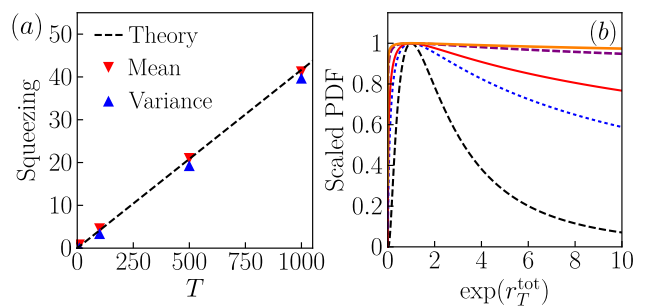 (a)
Squeezing
50
40
30
20
10
0
Theory
Mean
Variance
0 250 500 750 1000
T
(b)
Scaled PDF
1
0.8
0.6
0.4
0.2
0
0 2 4 6 8 10
exp(r_T^tot)